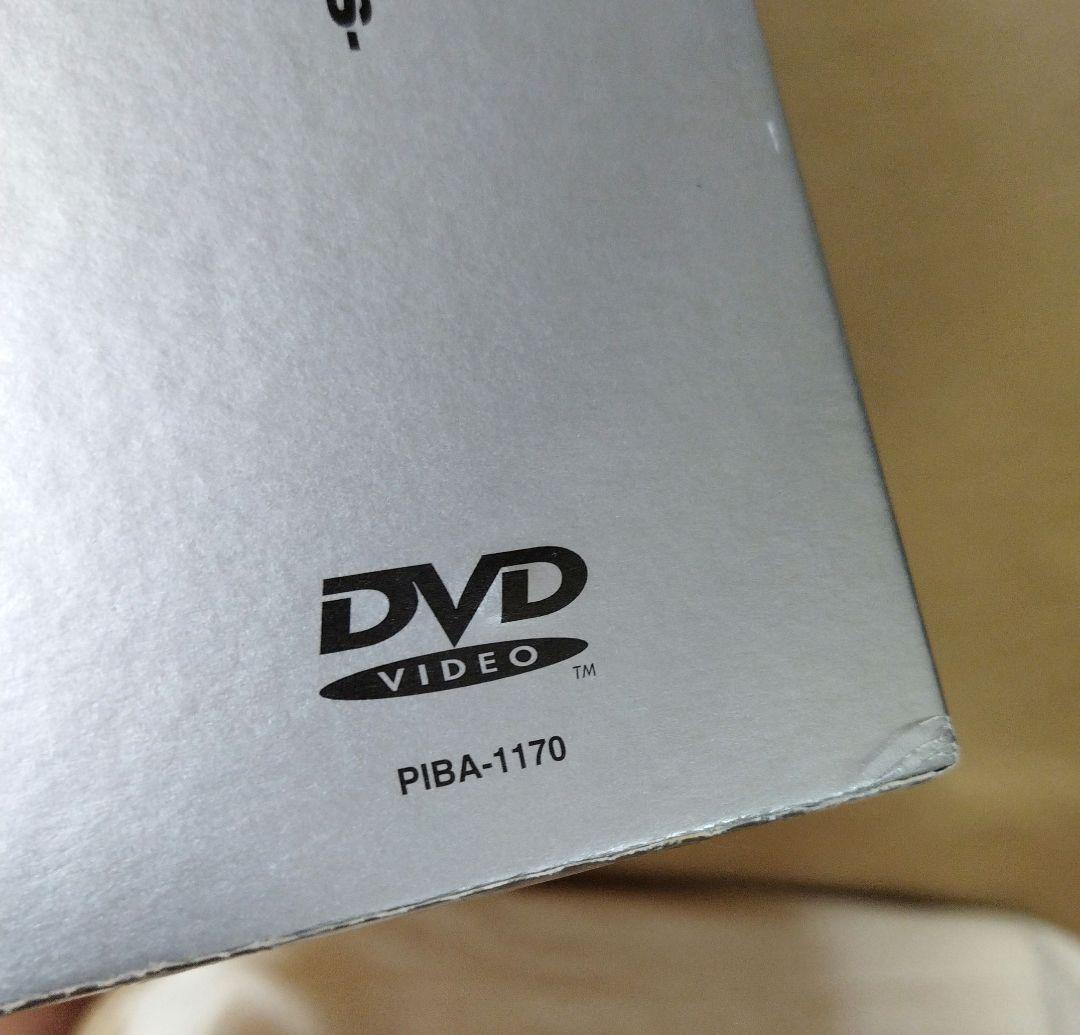 S-
DVD
VIDEO
TM
PIBA-1170